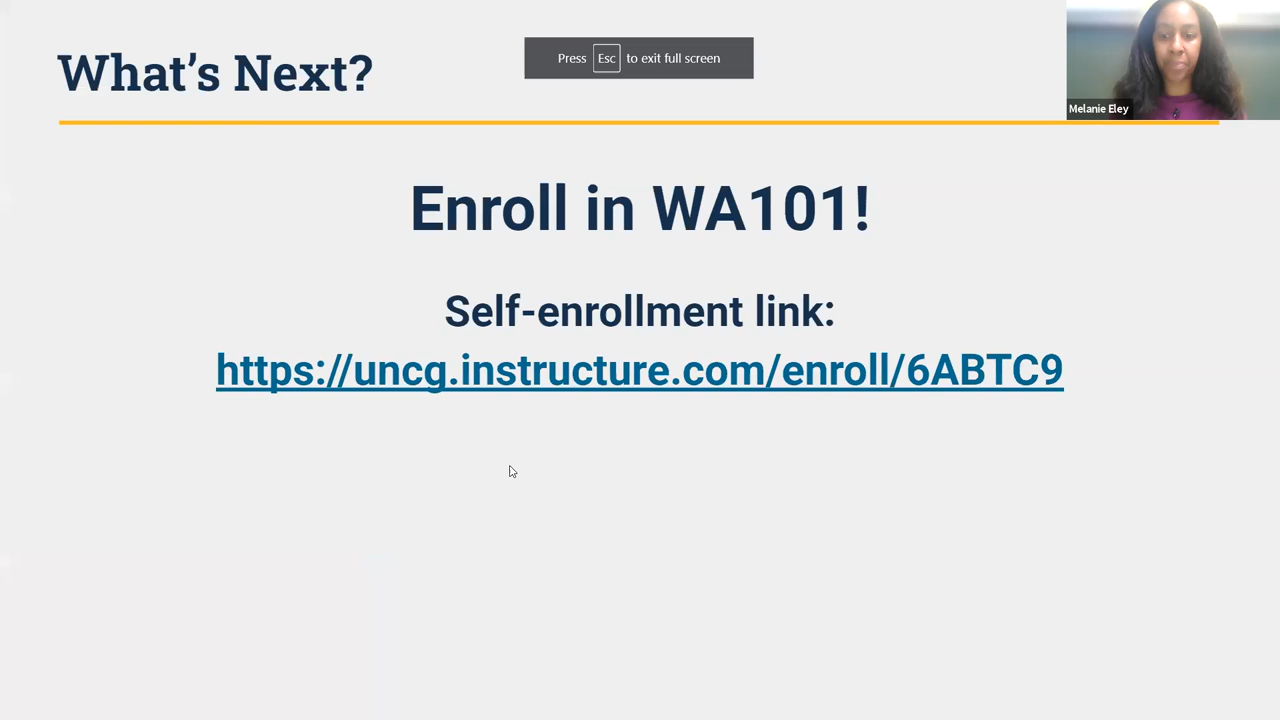 What's Next?
Press Esc to exit full screen
Melanie Eley
Enroll in WA101!
Self-enrollment link:
https://uncg.instructure.com/enroll/6ABTC9